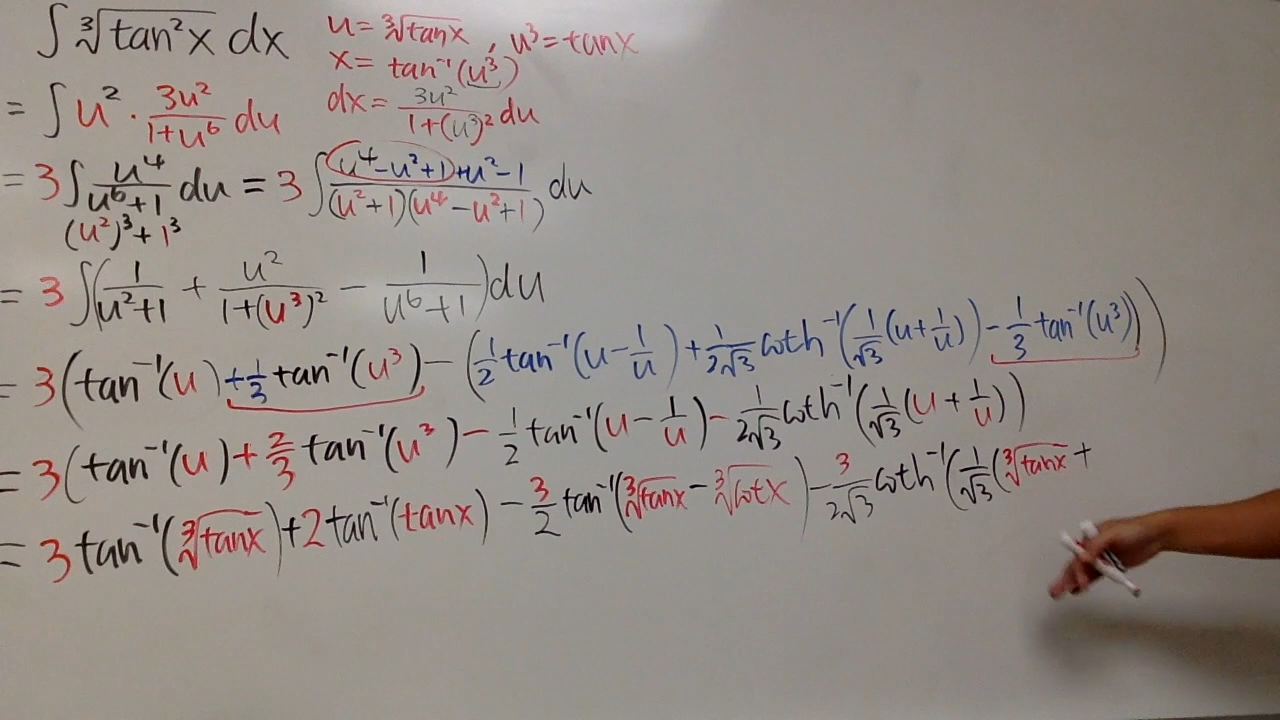 ∫ ∛(tan²x) dx   u = ∛(tanx) , u³ = tanx
x = tan⁻¹(u³)
= ∫ u² · 3u²/(1+u⁶) du   dx = 3u²/(1+(u³)²) du
= 3 ∫ u⁴/(u⁶+1) du = 3 ∫ (u⁴-u²+1+u²-1)/((u²+1)(u⁴-u²+1)) du
(u²)³+1³
= 3 ∫ (1/(u²+1) + u²/(1+(u³)²) - 1/(u⁶+1)) du
= 3 (tan⁻¹(u) + 1/3 tan⁻¹(u³) - (1/2 tan⁻¹(u - 1/u) + 1/(2√3) coth⁻¹(1/√3 (u + 1/u)) - 1/3 tan⁻¹(u³)))
= 3 (tan⁻¹(u) + 2/3 tan⁻¹(u³) - 1/2 tan⁻¹(u - 1/u) - 1/(2√3) coth⁻¹(1/√3 (u + 1/u))
= 3 tan⁻¹(∛(tanx)) + 2 tan⁻¹(tanx) - 3/2 tan⁻¹(∛(tanx) - ∛(cotx)) - 3/(2√3) coth⁻¹(1/√3 (∛(tanx) +